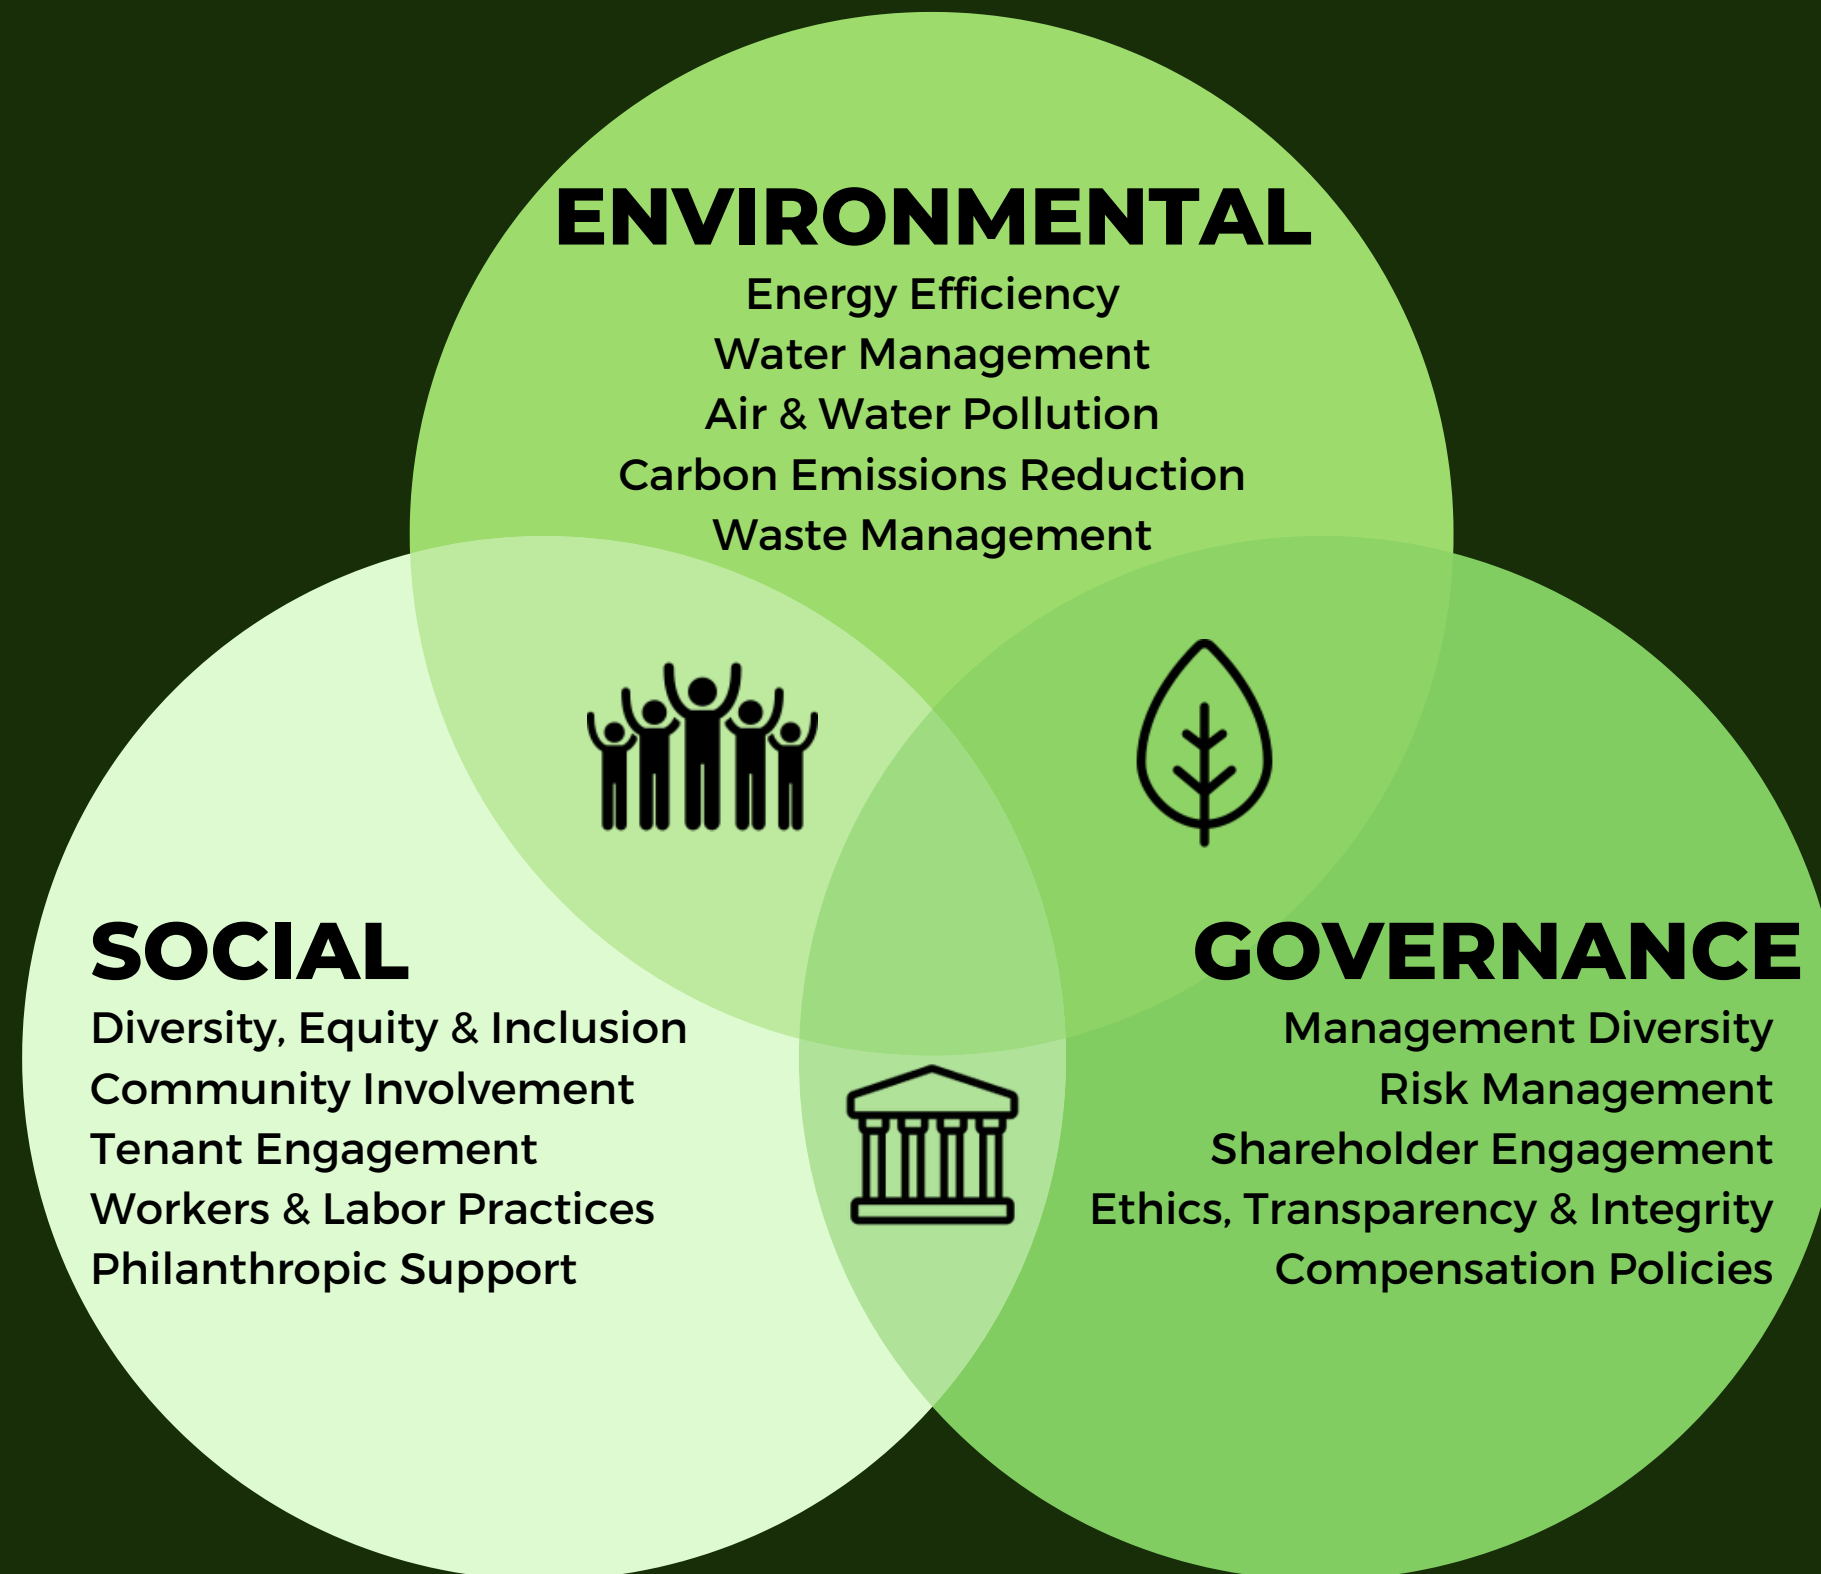 ENVIRONMENTAL
Energy Efficiency
Water Management
Air & Water Pollution
Carbon Emissions Reduction
Waste Management
SOCIAL
Diversity, Equity & Inclusion
Community Involvement
Tenant Engagement
Workers & Labor Practices
Philanthropic Support
GOVERNANCE
Management Diversity
Risk Management
Shareholder Engagement
Ethics, Transparency & Integrity
Compensation Policies